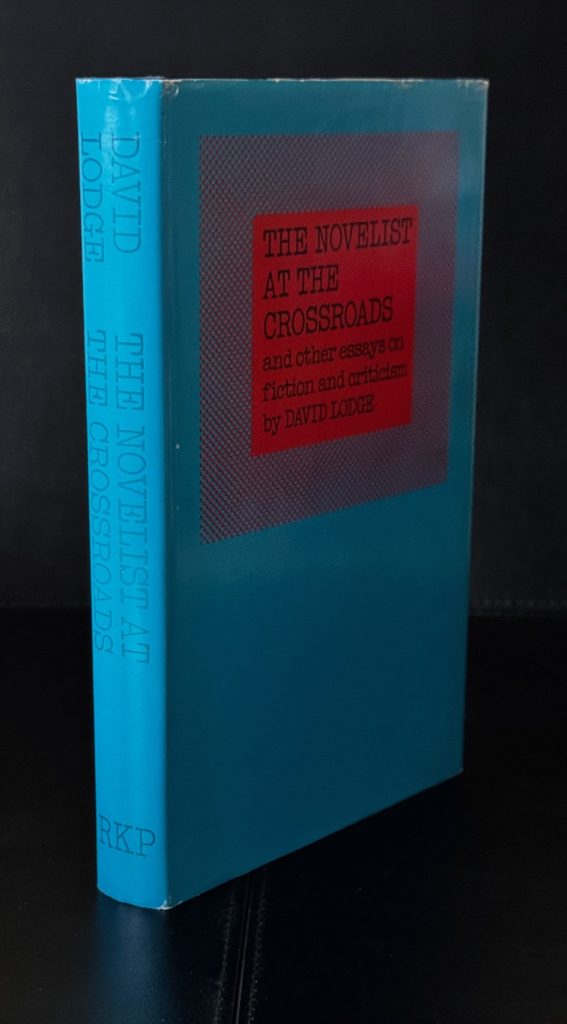 DAVID
LODGE
THE NOVELIST AT
THE CROSSROADS
RKP
THE NOVELIST
AT THE
CROSSROADS
and other essays on
fiction and criticism
by DAVID LODGE